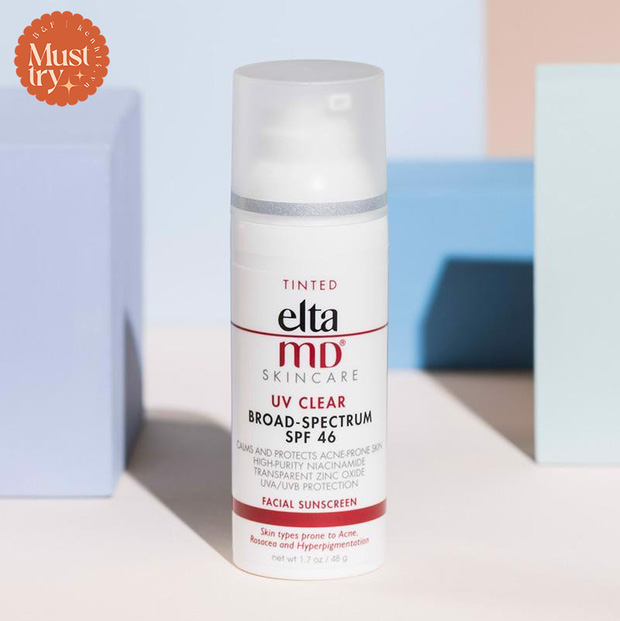 B&F | kenh14.vn
Must
try
TINTED
elta
MD®
SKINCARE
UV CLEAR
BROAD-SPECTRUM
SPF 46
CALMS AND PROTECTS ACNE-PRONE SKIN
HIGH-PURITY NIACINAMIDE
TRANSPARENT ZINC OXIDE
UVA/UVB PROTECTION
FACIAL SUNSCREEN
Skin types prone to Acne,
Rosacea and Hyperpigmentation
net wt 1.7 oz / 48 g